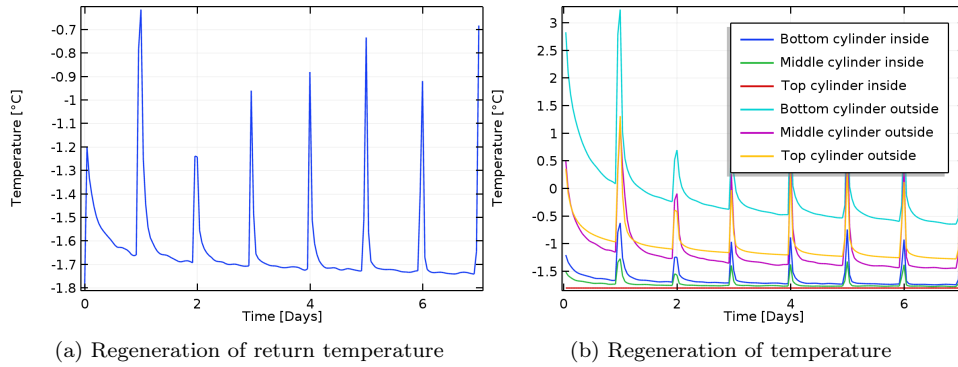 -0.7
-0.8
-0.9
-1
-1.1
-1.2
-1.3
-1.4
-1.5
-1.6
-1.7
-1.8
Temperature [°C]
0 2 4 6
Time [Days]
(a) Regeneration of return temperature
3
2.5
2
1.5
1
0.5
0
-0.5
-1
-1.5
Temperature [°C]
Bottom cylinder inside
Middle cylinder inside
Top cylinder inside
Bottom cylinder outside
Middle cylinder outside
Top cylinder outside
0 2 4 6
Time [Days]
(b) Regeneration of temperature